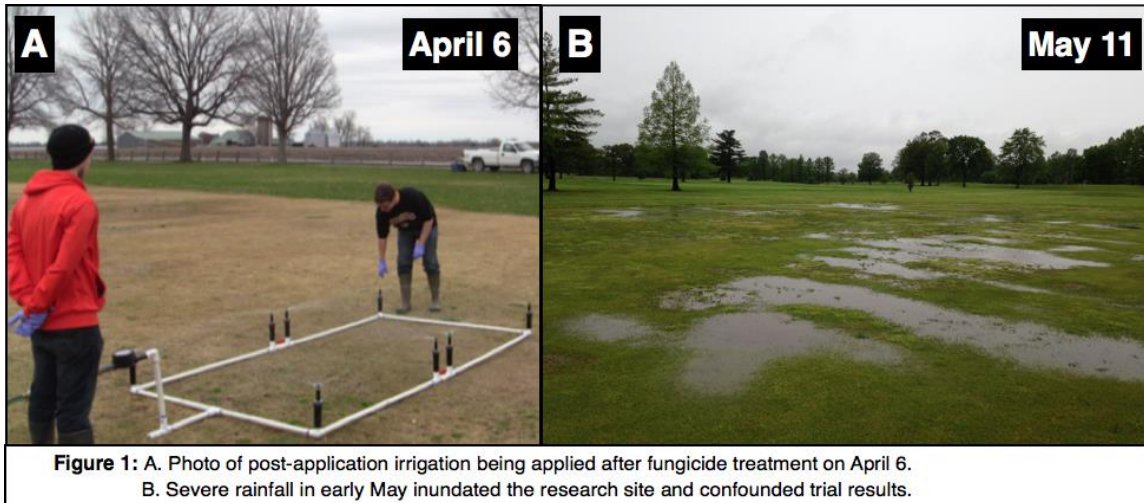 A
April 6
B
May 11
Figure 1: A. Photo of post-application irrigation being applied after fungicide treatment on April 6.
B. Severe rainfall in early May inundated the research site and confounded trial results.